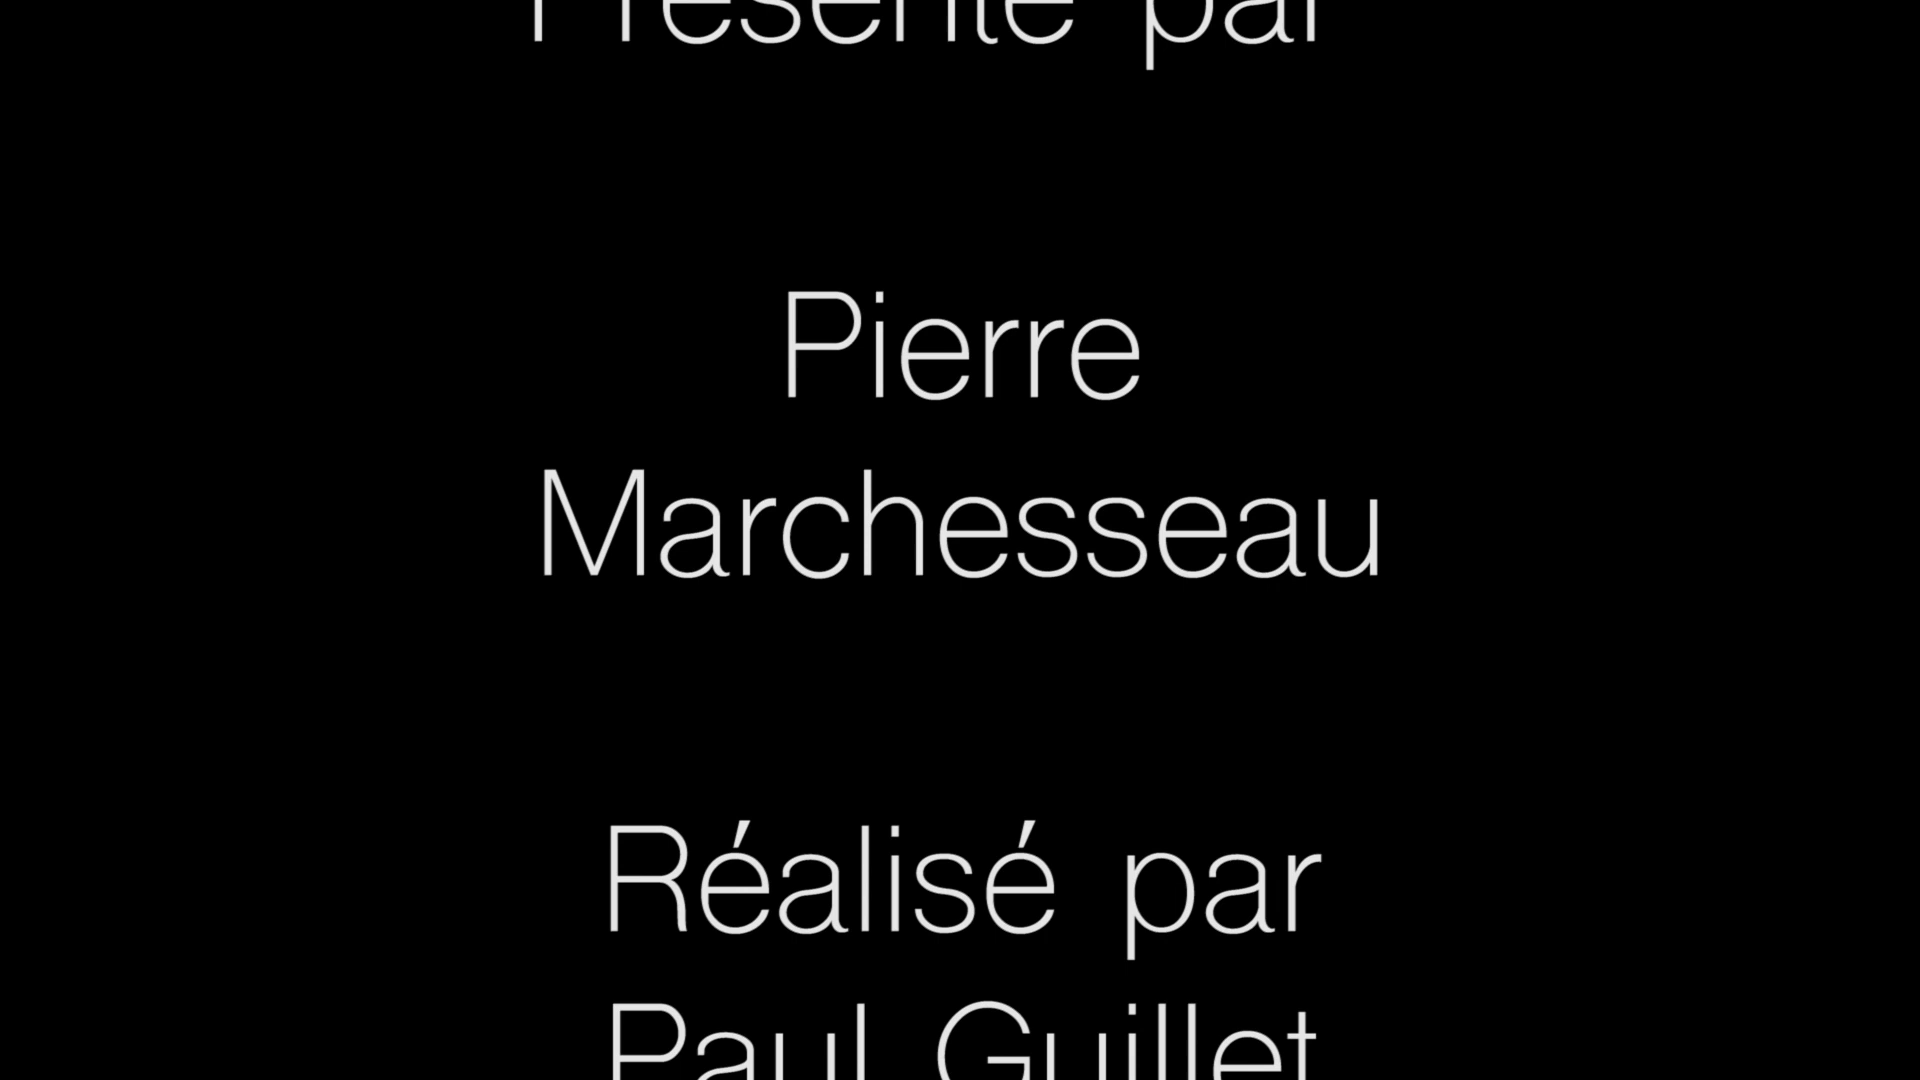 Présenté par
Pierre
Marchesseau
Réalisé par
Paul Guillet